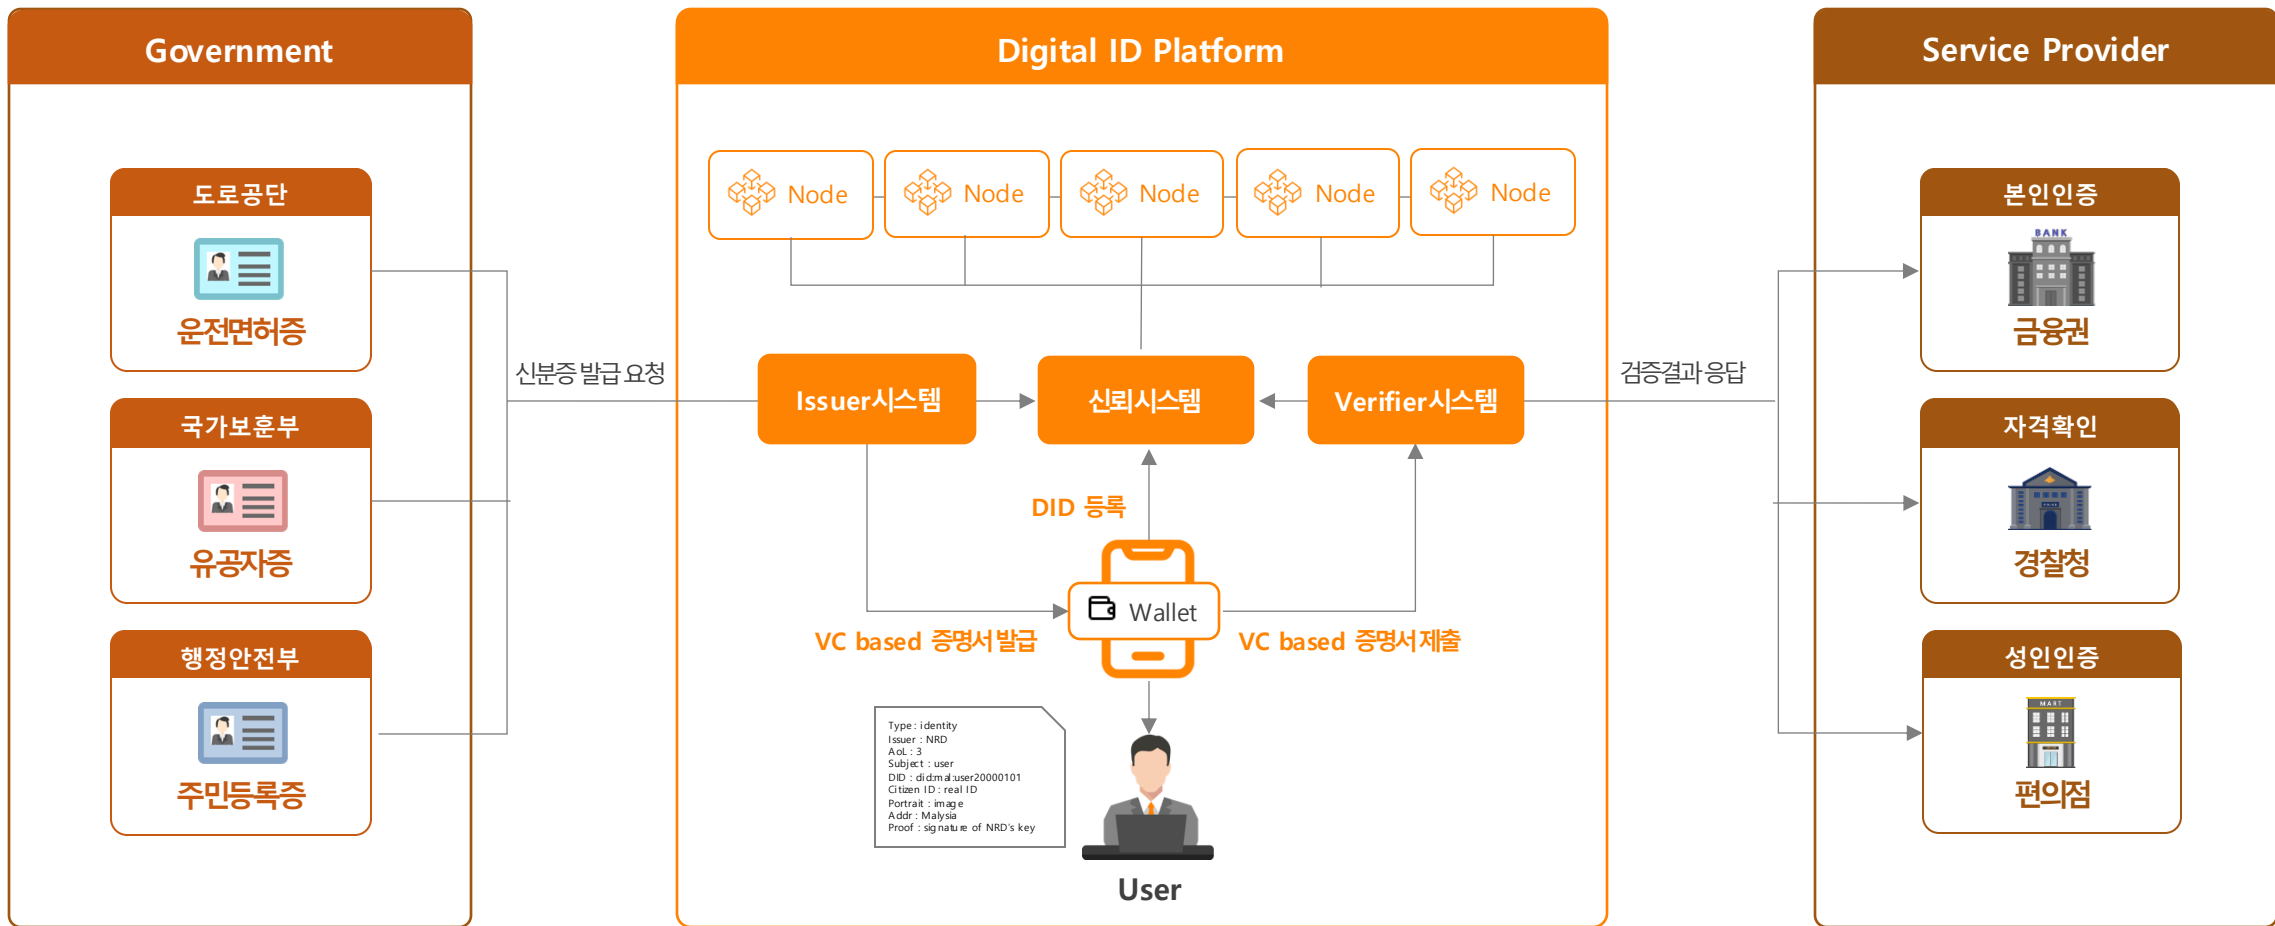 Government
도로공단
운전면허증
국가보훈부
유공자증
행정안전부
주민등록증
신분증 발급 요청
Digital ID Platform
Node
Node
Node
Node
Node
Issuer시스템
신뢰시스템
Verifier시스템
DID 등록
Wallet
VC based 증명서 발급
VC based 증명서 제출
Type : identity
Issuer : NRD
AoL : 3
Subject : user
DID : did:mal:user20000101
Citizen ID : real ID
Portrait : image
Addr : Malysia
Proof : signature of NRD's key
User
검증결과 응답
Service Provider
본인인증
BANK
금융권
자격확인
경찰청
성인인증
MART
편의점